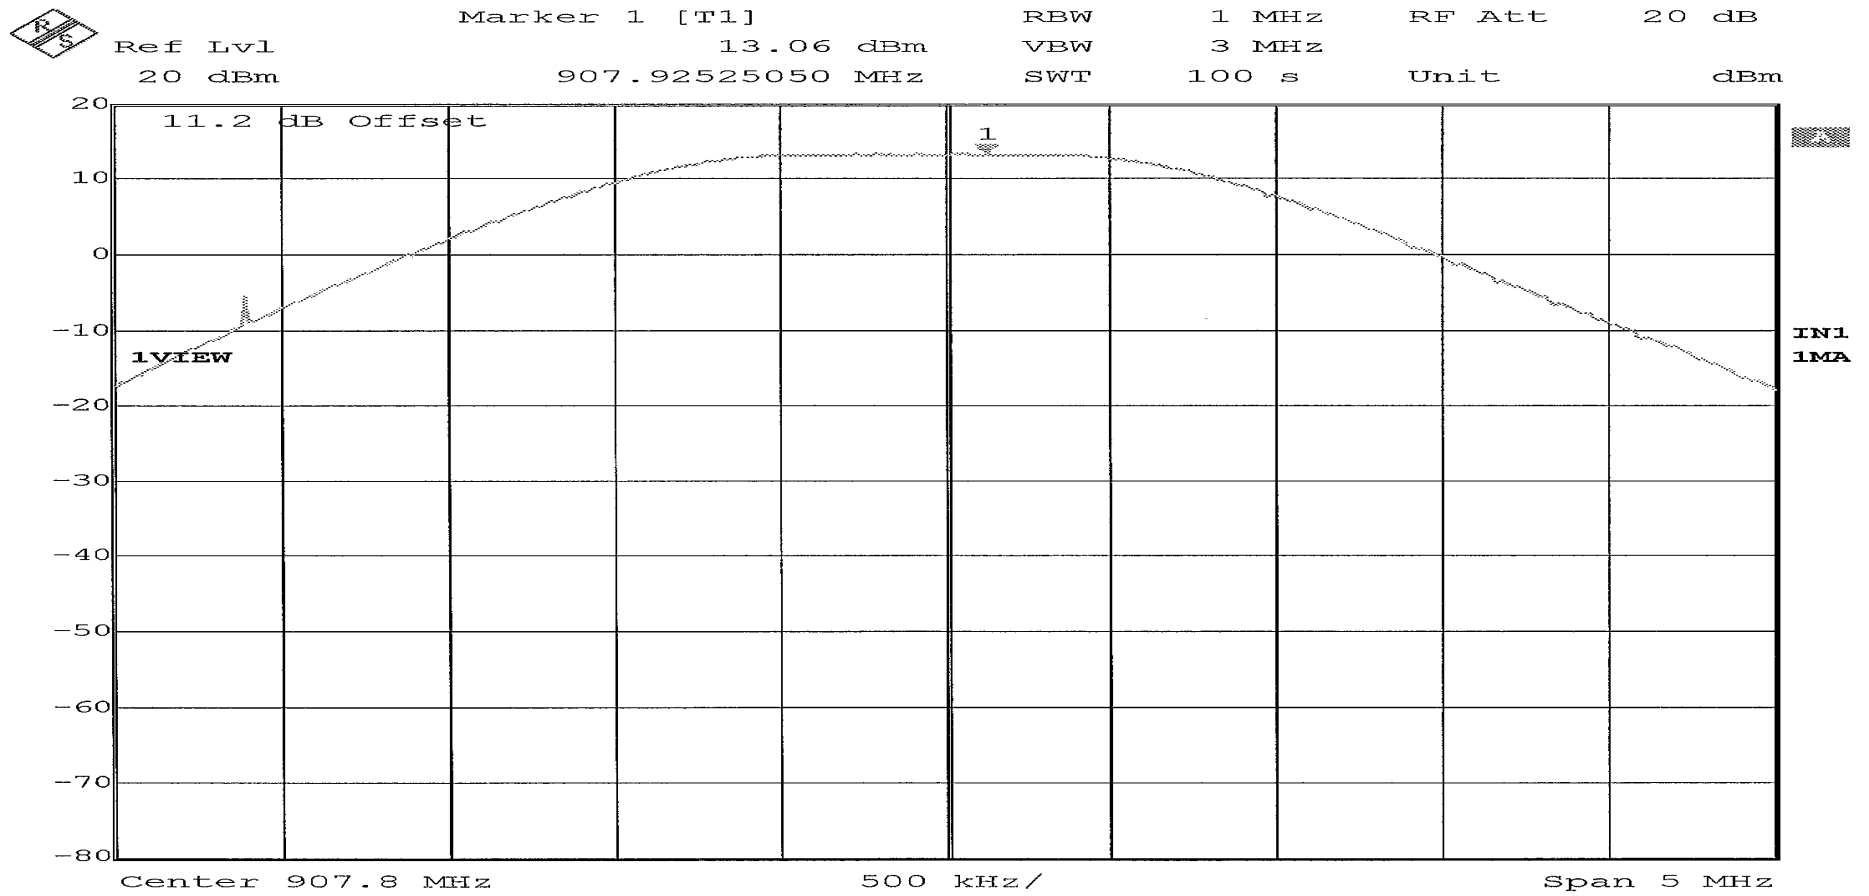 R
S
Marker 1 [T1] RBW 1 MHz RF Att 20 dB
Ref Lvl 13.06 dBm VBW 3 MHz
20 dBm 907.92525050 MHz SWT 100 s Unit dBm
20
11.2 dB Offset
1
A
10
0
-10
IN1
1VIEW
1MA
-20
-30
-40
-50
-60
-70
-80
Center 907.8 MHz 500 kHz/ Span 5 MHz